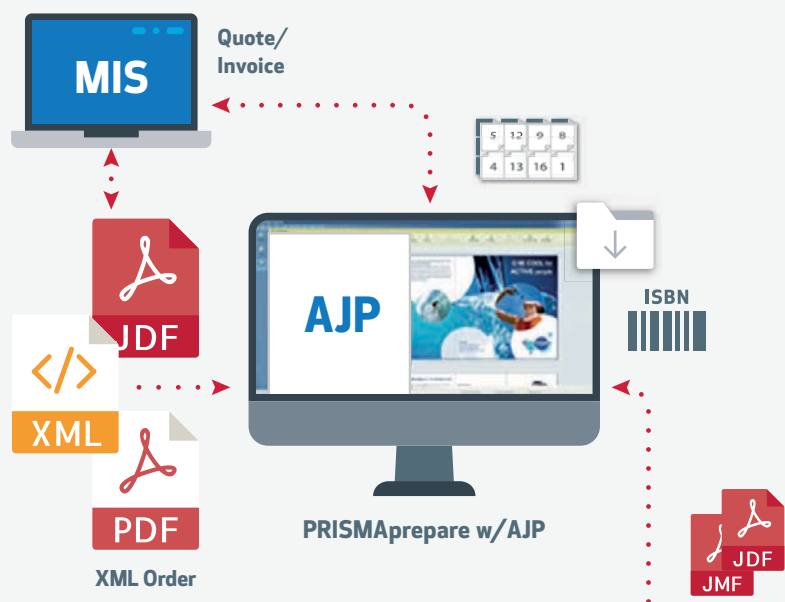 MIS
Quote/
Invoice
5 12 9 8
4 13 16 1
JDF
XML
PDF
XML Order
AJP
ISBN
PRISMAprepare w/AJP
JDF
JMF